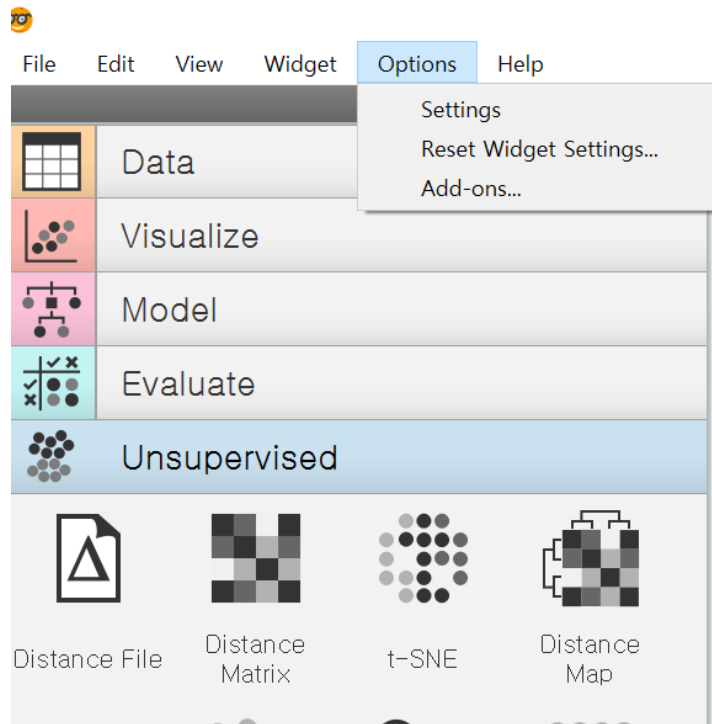 File Edit View Widget Options Help
Settings
Reset Widget Settings...
Add-ons...
Data
Visualize
Model
Evaluate
Unsupervised
Distance File
Distance
Matrix
t-SNE
Distance
Map